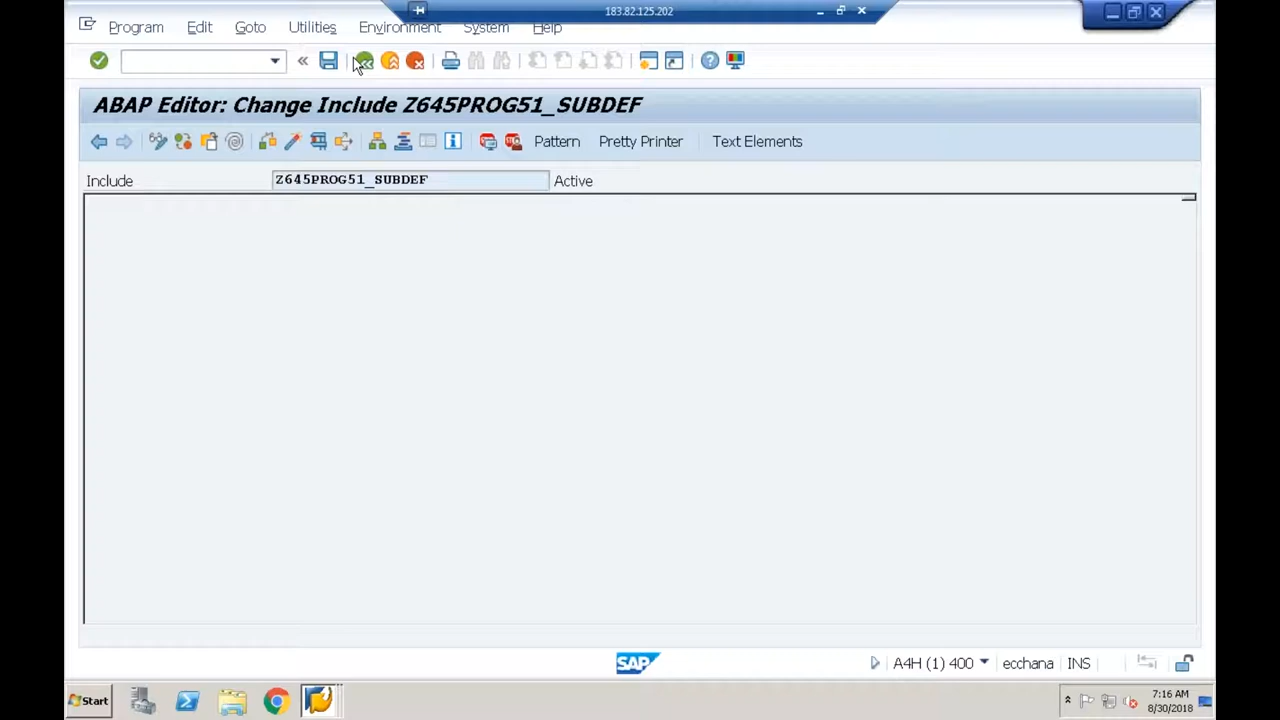 183.82.125.202
Program Edit Goto Utilities Environment System Help
ABAP Editor: Change Include Z645PROG51_SUBDEF
Pattern Pretty Printer Text Elements
Include Z645PROG51_SUBDEF Active
SAP A4H (1) 400 ecchana INS
Start 7:16 AM
8/30/2018